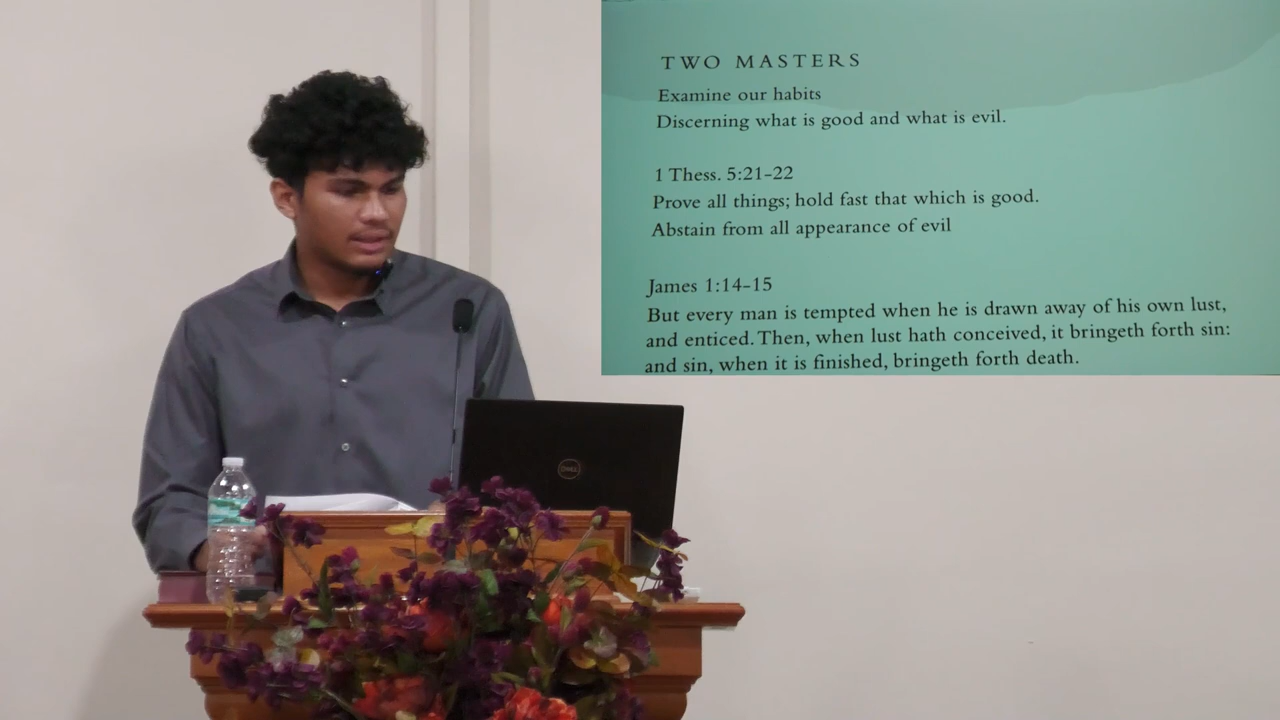 TWO MASTERS
Examine our habits
Discerning what is good and what is evil.
1 Thess. 5:21-22
Prove all things; hold fast that which is good.
Abstain from all appearance of evil
James 1:14-15
But every man is tempted when he is drawn away of his own lust,
and enticed. Then, when lust hath conceived, it bringeth forth sin:
and sin, when it is finished, bringeth forth death.
DELL